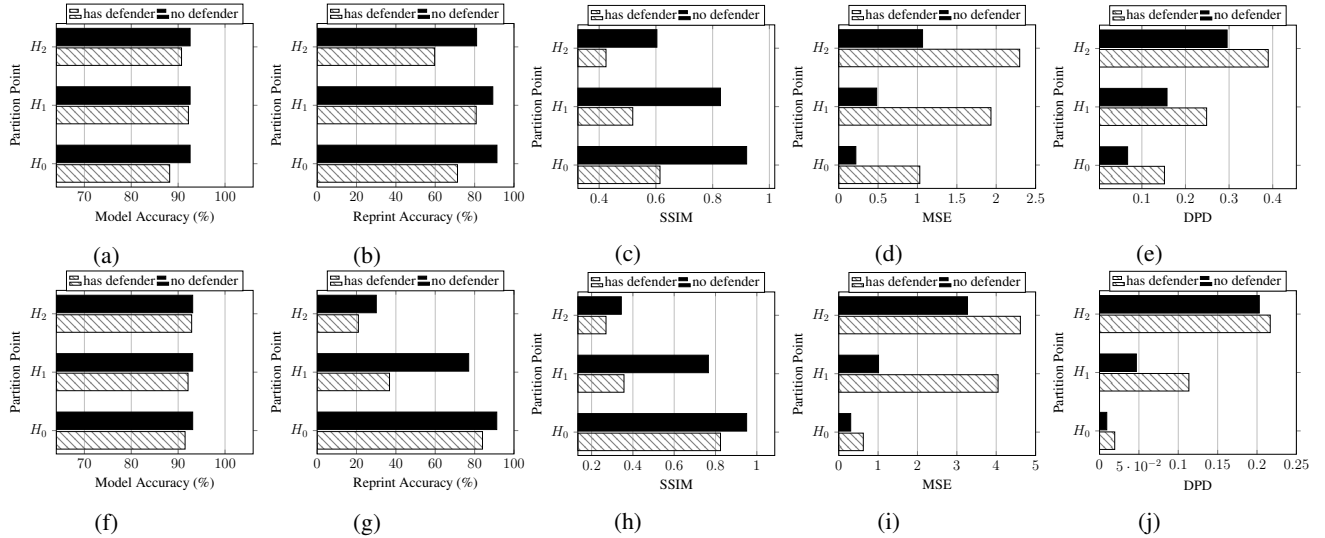 has defender no defender
Partition Point
H₂
H₁
H₀
70 80 90 100
Model Accuracy (%)
(a)
has defender no defender
Partition Point
H₂
H₁
H₀
0 20 40 60 80 100
Reprint Accuracy (%)
(b)
has defender no defender
Partition Point
H₂
H₁
H₀
0.4 0.6 0.8 1
SSIM
(c)
has defender no defender
Partition Point
H₂
H₁
H₀
0 0.5 1 1.5 2 2.5
MSE
(d)
has defender no defender
Partition Point
H₂
H₁
H₀
0.1 0.2 0.3 0.4
DPD
(e)
has defender no defender
Partition Point
H₂
H₁
H₀
70 80 90 100
Model Accuracy (%)
(f)
has defender no defender
Partition Point
H₂
H₁
H₀
0 20 40 60 80 100
Reprint Accuracy (%)
(g)
has defender no defender
Partition Point
H₂
H₁
H₀
0.2 0.4 0.6 0.8 1
SSIM
(h)
has defender no defender
Partition Point
H₂
H₁
H₀
0 1 2 3 4 5
MSE
(i)
has defender no defender
Partition Point
H₂
H₁
H₀
0 5 · 10⁻² 0.1 0.15 0.2 0.25
DPD
(j)